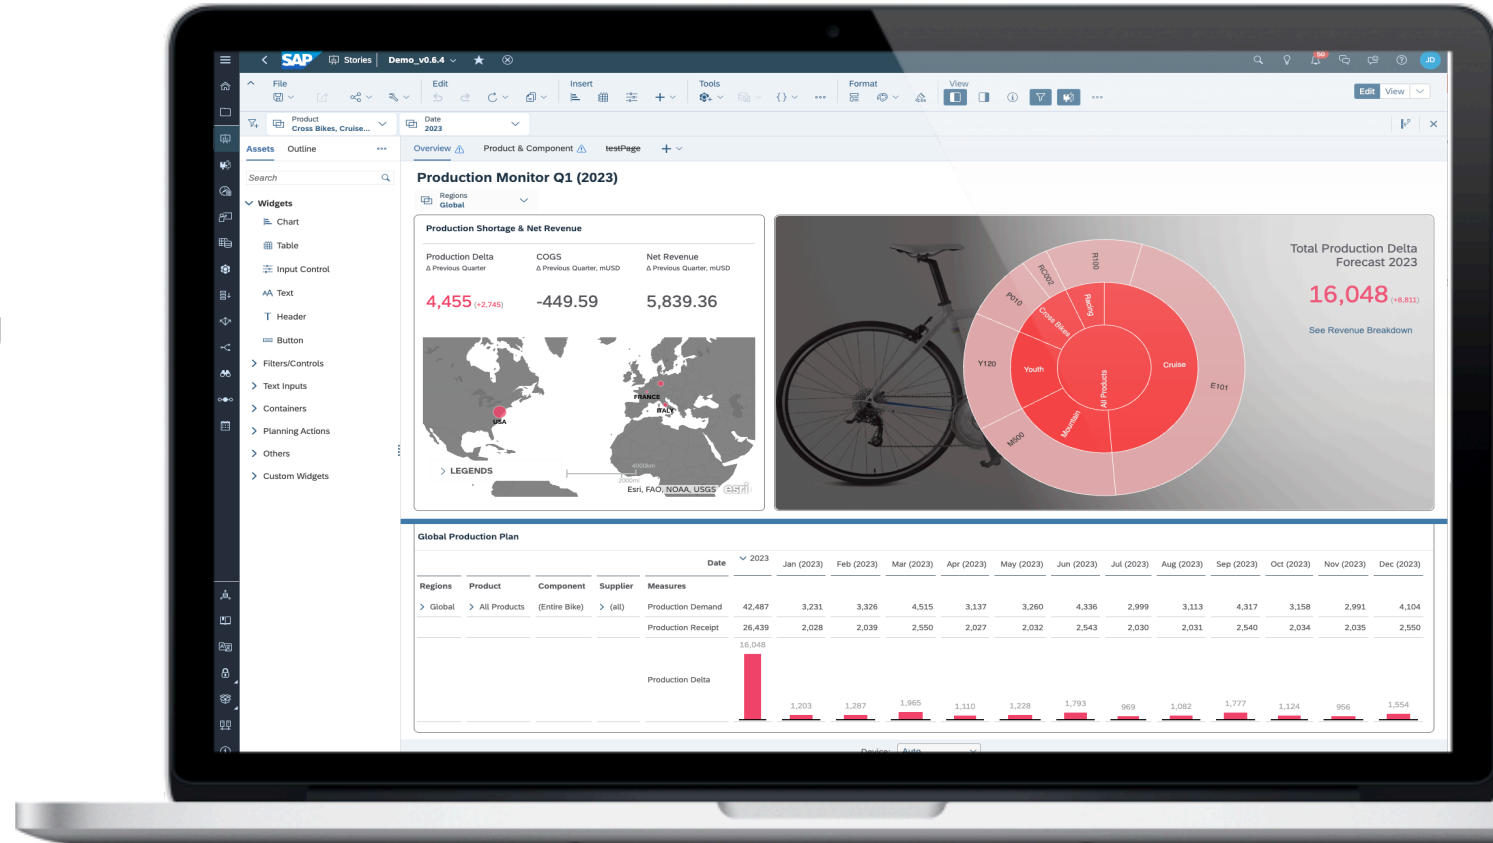 SAP
Stories
Demo_v0.6.4
50
JD
File
Edit
Insert
Tools
Format
View
Edit
View
Product
Cross Bikes, Cruise...
Date
2023
Assets
Outline
Overview
Product & Component
testPage
Search
Widgets
Chart
Table
Input Control
Text
Header
Button
Filters/Controls
Text Inputs
Containers
Planning Actions
Others
Custom Widgets
Production Monitor Q1 (2023)
Regions
Global
Production Shortage & Net Revenue
Production Delta
Δ Previous Quarter
4,455 (+2,745)
COGS
Δ Previous Quarter, mUSD
-449.59
Net Revenue
Δ Previous Quarter, mUSD
5,839.36
FRANCE
ITALY
USA
LEGENDS
4000km
2000mi
Esri, FAO, NOAA, USGS
esri
Total Production Delta
Forecast 2023
16,048 (+8,811)
See Revenue Breakdown
R100
RC002
P010
Y120
M500
E101
Racing
Cross Bikes
Youth
Mountain
Cruise
All Products
Global Production Plan
Date 2023 Jan (2023) Feb (2023) Mar (2023) Apr (2023) May (2023) Jun (2023) Jul (2023) Aug (2023) Sep (2023) Oct (2023) Nov (2023) Dec (2023)
Regions Product Component Supplier Measures
Global All Products (Entire Bike) (all) Production Demand 42,487 3,231 3,326 4,515 3,137 3,260 4,336 2,999 3,113 4,317 3,158 2,991 4,104
Production Receipt 26,439 2,028 2,039 2,550 2,027 2,032 2,543 2,030 2,031 2,540 2,034 2,035 2,550
Production Delta 16,048 1,203 1,287 1,965 1,110 1,228 1,793 969 1,082 1,777 1,124 956 1,554
Device: Auto